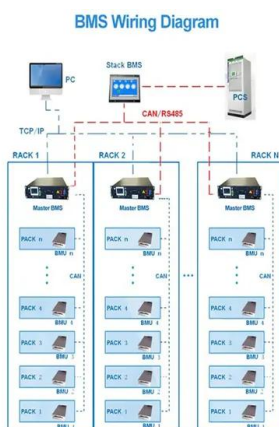 BMS Wiring Diagram
PC
Stack BMS
PCS
CAN/RS485
TCP/IP
RACK 1
RACK 2
RACK N
Master BMS
Master BMS
Master BMS
PACK n
PACK n
PACK n
BMU n
BMU n
BMU n
CAN
CAN
CAN
PACK 4
PACK 4
PACK 4
BMU 4
BMU 4
BMU 4
PACK 3
PACK 3
PACK 3
BMU 3
BMU 3
BMU 3
PACK 2
PACK 2
PACK 2
BMU 2
BMU 2
BMU 2
PACK 1
PACK 1
PACK 1